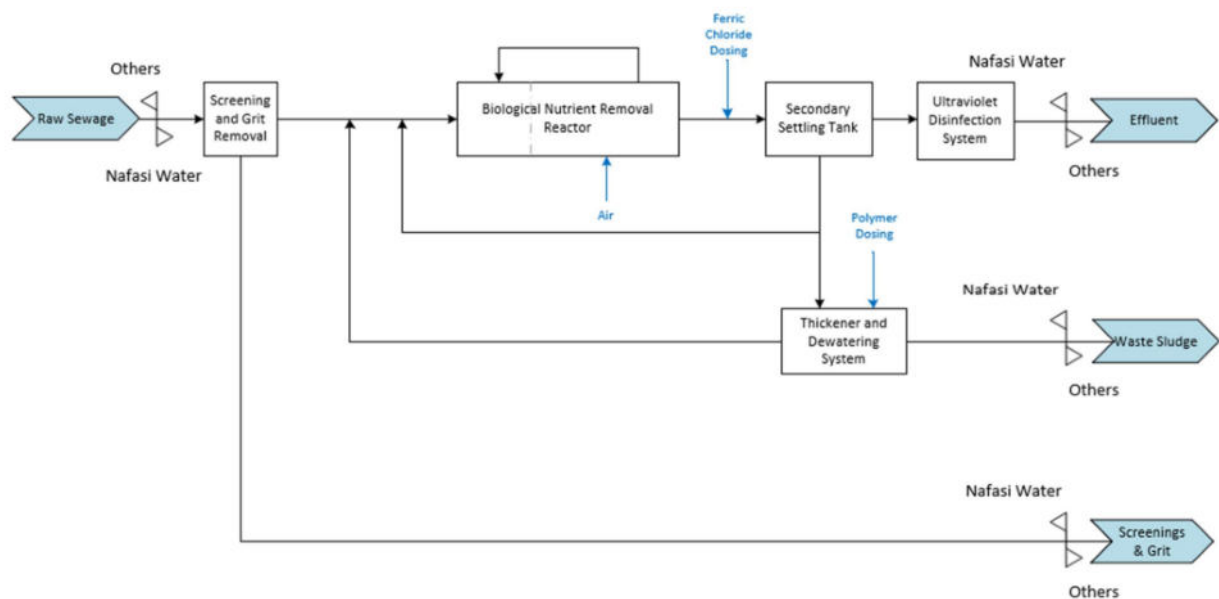 Others
Raw Sewage
Nafasi Water
Screening
and Grit
Removal
Biological Nutrient Removal
Reactor
Air
Ferric
Chloride
Dosing
Secondary
Settling Tank
Ultraviolet
Disinfection
System
Nafasi Water
Effluent
Others
Polymer
Dosing
Thickener and
Dewatering
System
Nafasi Water
Waste Sludge
Others
Nafasi Water
Screenings
& Grit
Others